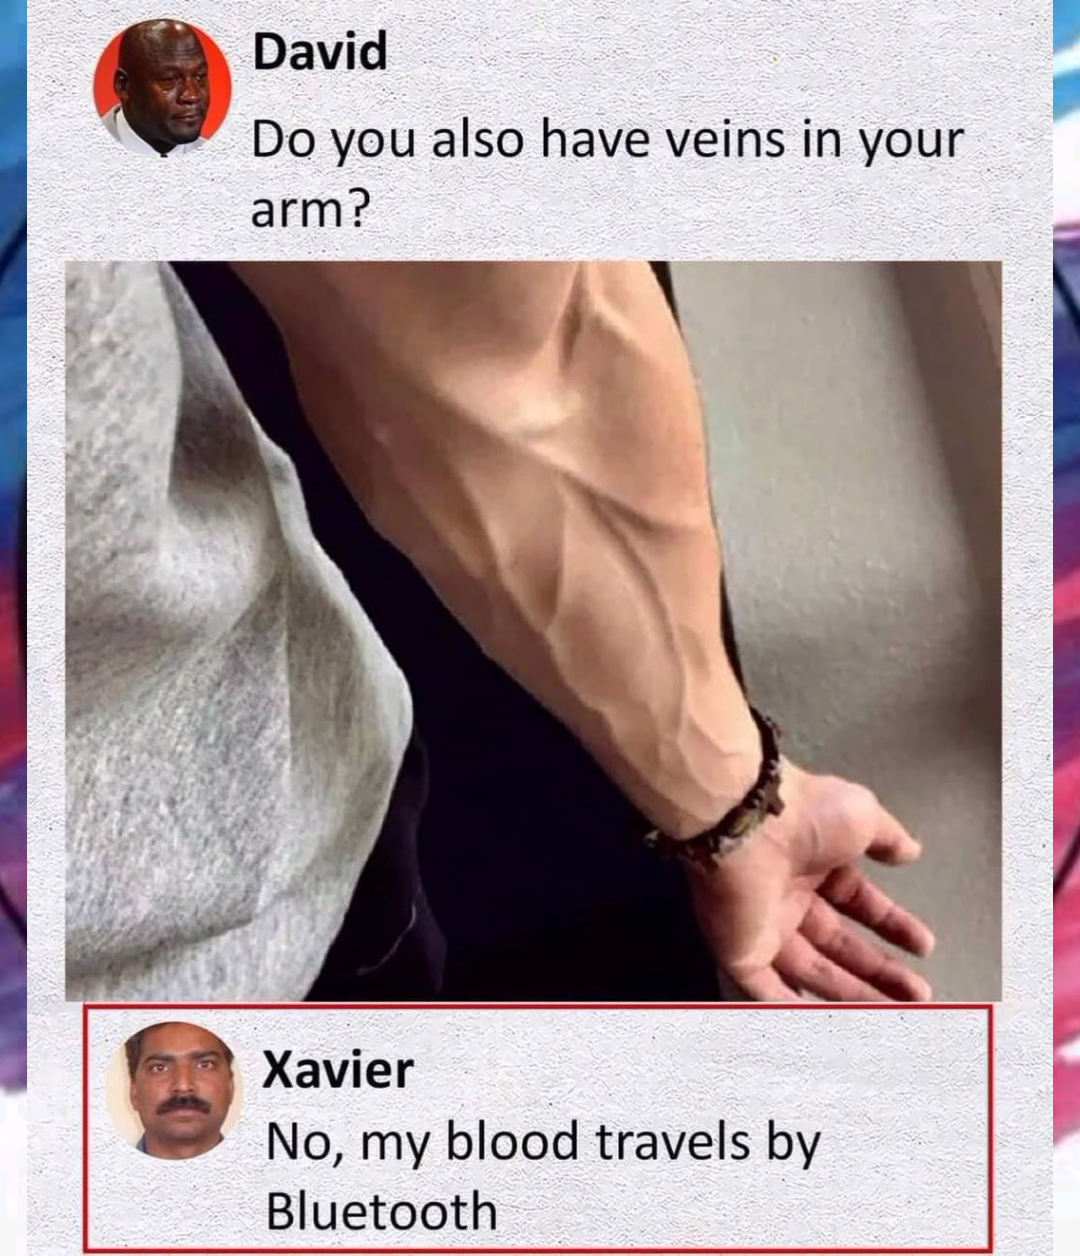 David
Do you also have veins in your
arm?
Xavier
No, my blood travels by
Bluetooth